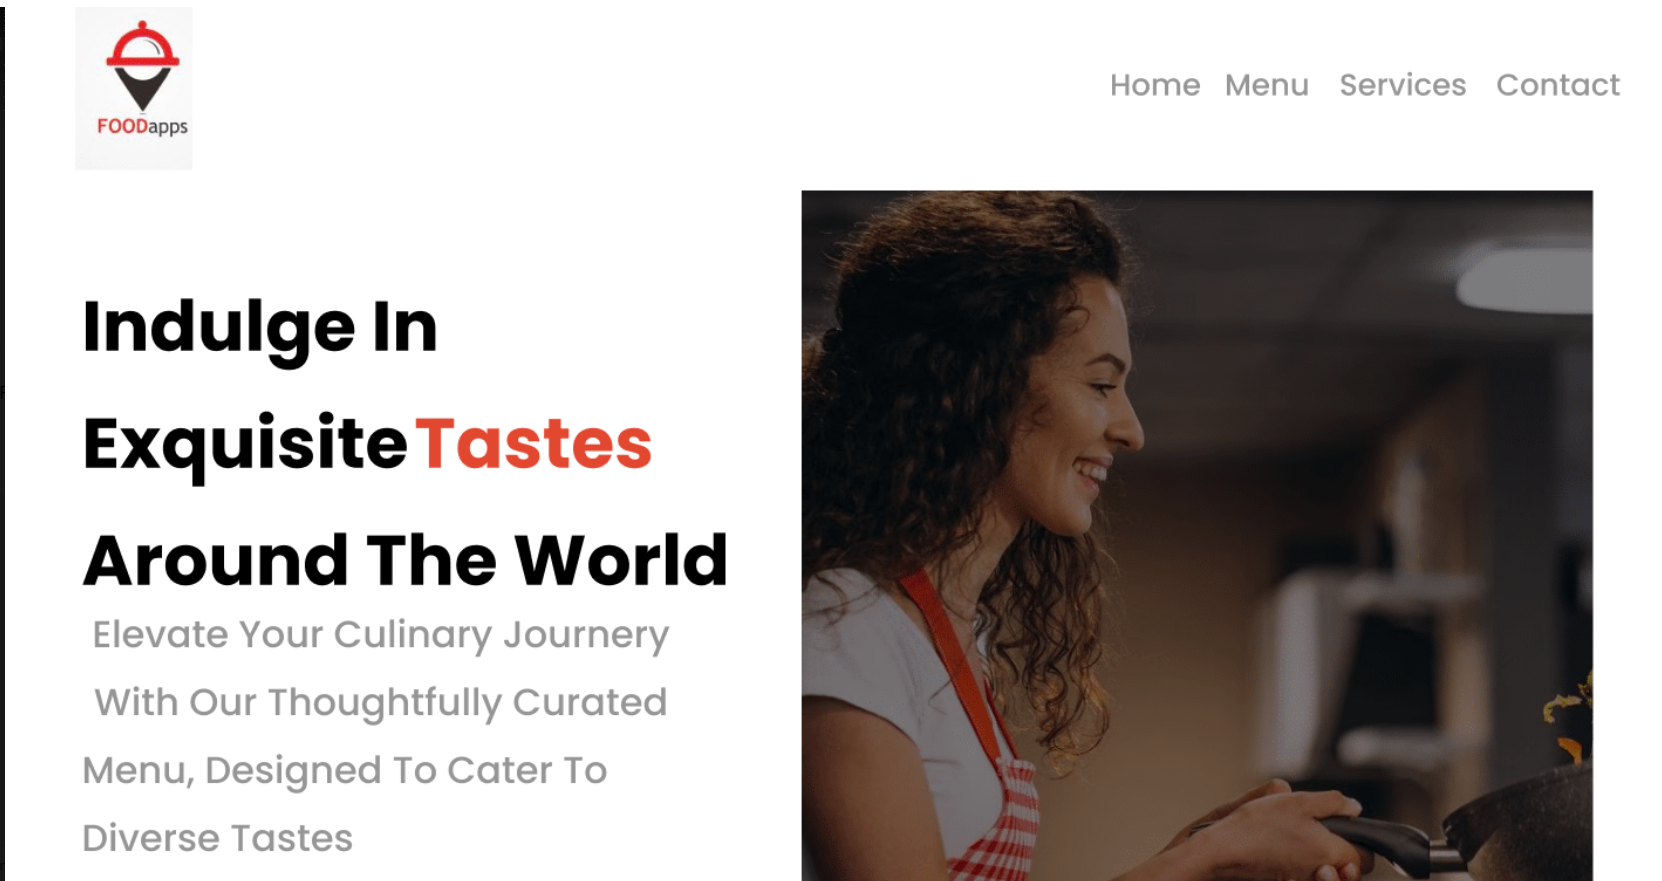 FOODapps
Home Menu Services Contact
Indulge In
Exquisite Tastes
Around The World
Elevate Your Culinary Journery
With Our Thoughtfully Curated
Menu, Designed To Cater To
Diverse Tastes